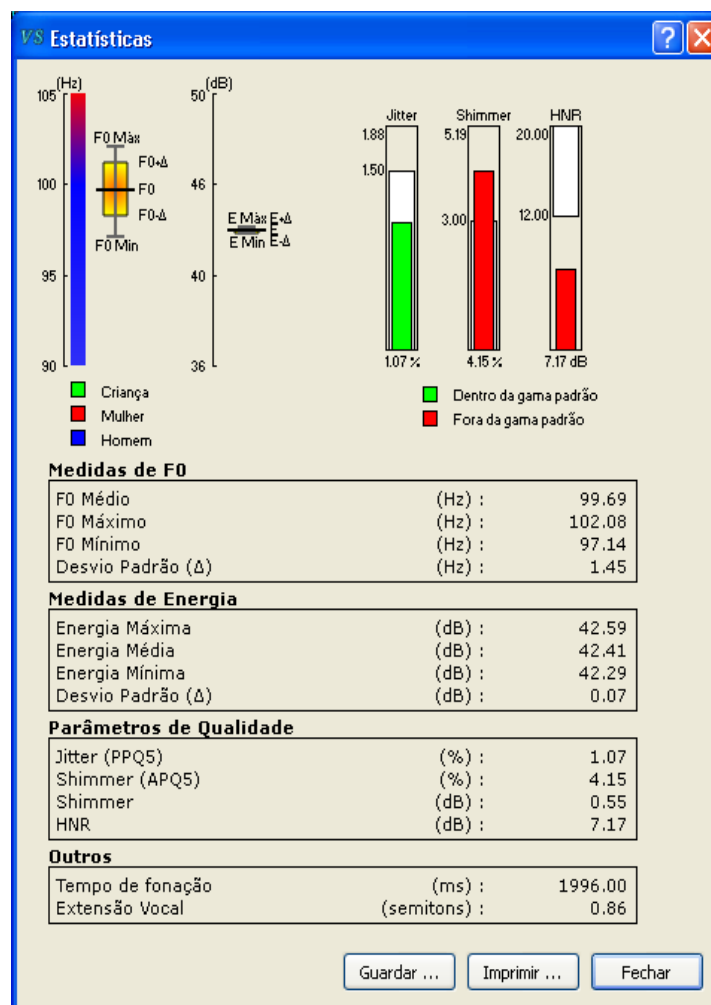 VS Estatísticas
(Hz)
105
100
95
90
F0 Màx
F0+Δ
F0
F0-Δ
F0 Min
(dB)
50
46
40
36
E Màx E+Δ
E
E Min E-Δ
Jitter
1.88
1.50
1.07 %
Shimmer
5.19
3.00
4.15 %
HNR
20.00
12.00
7.17 dB
Criança
Mulher
Homem
Dentro da gama padrão
Fora da gama padrão
Medidas de F0
F0 Médio (Hz) : 99.69
F0 Máximo (Hz) : 102.08
F0 Mínimo (Hz) : 97.14
Desvio Padrão (Δ) (Hz) : 1.45
Medidas de Energia
Energia Máxima (dB) : 42.59
Energia Média (dB) : 42.41
Energia Mínima (dB) : 42.29
Desvio Padrão (Δ) (dB) : 0.07
Parâmetros de Qualidade
Jitter (PPQ5) (%) : 1.07
Shimmer (APQ5) (%) : 4.15
Shimmer (dB) : 0.55
HNR (dB) : 7.17
Outros
Tempo de fonação (ms) : 1996.00
Extensão Vocal (semitons) : 0.86
Guardar ... Imprimir ... Fechar